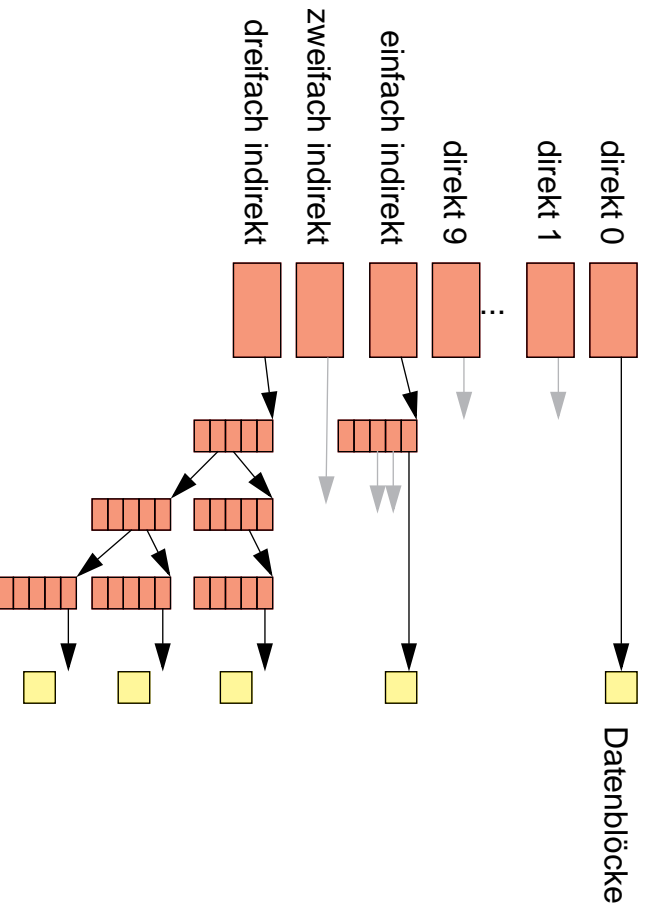 direkt 0
direkt 1
...
direkt 9
einfach indirekt
zweifach indirekt
dreifach indirekt
Datenblöcke